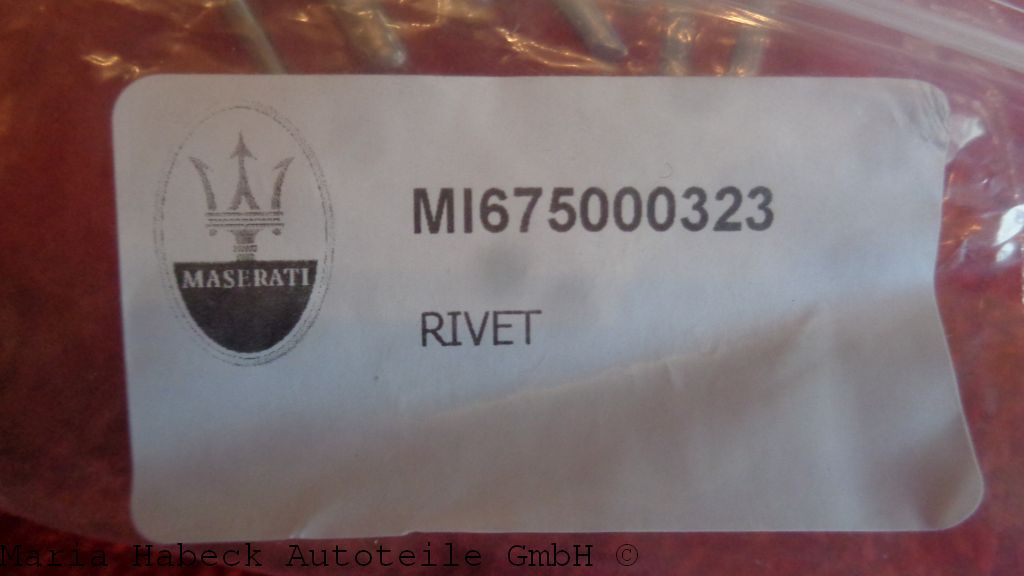 MI675000323
MASERATI
RIVET
Maria Habeck Autoteile GmbH ©